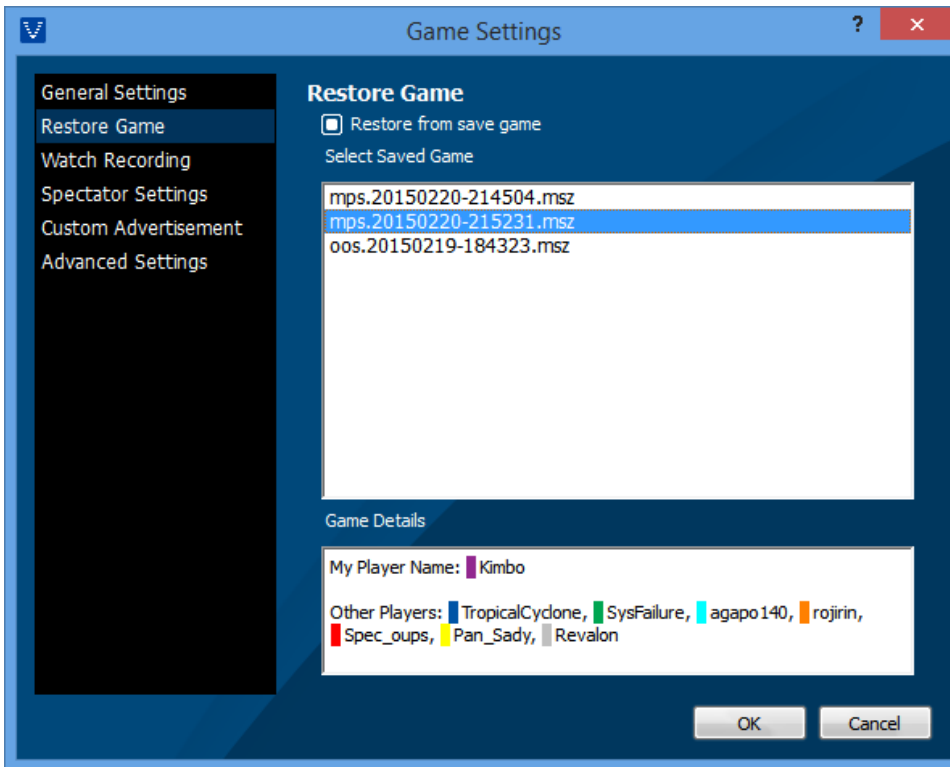 Game Settings
?
General Settings
Restore Game
Watch Recording
Spectator Settings
Custom Advertisement
Advanced Settings
Restore Game
Restore from save game
Select Saved Game
mps.20150220-214504.msz
mps.20150220-215231.msz
oos.20150219-184323.msz
Game Details
My Player Name: Kimbo
Other Players: TropicalCyclone, SysFailure, agapo140, rojirin,
Spec_oups, Pan_Sady, Revalon
OK
Cancel